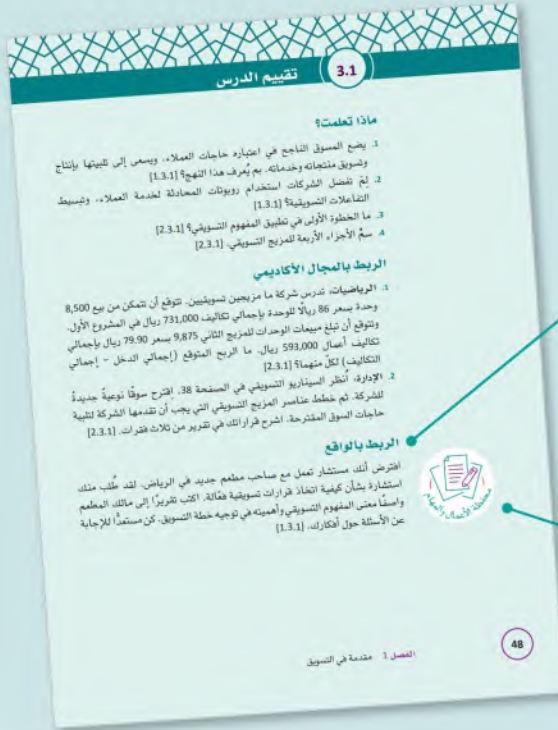 3.1
تقييم الدرس
ماذا تعلمت؟
1. يضع المسوق الناجح في اعتباره حاجات العملاء، ويسعى إلى تلبيتها بإنتاج
وتسويق منتجاته وخدماته. بم يُعرف هذا النهج؟ [1.3.1]
2. لِمَ تفضل الشركات استخدام روبوتات المحادثة لخدمة العملاء، وتبسيط
التفاعلات التسويقية؟ [1.3.1]
3. ما الخطوة الأولى في تطبيق المفهوم التسويقي؟ [2.3.1]
4. سمِّ الأجزاء الأربعة للمزيج التسويقي. [2.3.1]
الربط بالمجال الأكاديمي
1. الرياضيات، تدرس شركة ما مزيجين تسويقيين. تتوقع أن تتمكن من بيع 8,500
وحدة بسعر 86 ريالًا للوحدة بإجمالي تكاليف 731,000 ريال في المشروع الأول.
وتتوقع أن تبلغ مبيعات الوحدات للمزيج الثاني 9,875 بسعر 79.90 ريال بإجمالي
تكاليف أعمال 593,000 ريال. ما الربح المتوقع (إجمالي الدخل - إجمالي
التكاليف) لكلٍّ منهما؟ [2.3.1]
2. الإدارة، اُنظر السيناريو التسويقي في الصفحة 38. اقترح سوقًا نوعيةً جديدةً
للشركة. ثم خطط عناصر المزيج التسويقي التي يجب أن تقدمها الشركة لتلبية
حاجات السوق المقترحة. اشرح قراراتك في تقرير من ثلاث فقرات. [2.3.1]
الربط بالواقع
افترض أنك مستشار تعمل مع صاحب مطعم جديد في الرياض. لقد طُلب منك
استشارة بشأن كيفية اتخاذ قرارات تسويقية فعّالة. اكتب تقريرًا إلى مالك المطعم
واصفًا معنى المفهوم التسويقي وأهميته في توجيه خطة التسويق. كن مستعدًّا للإجابة
عن الأسئلة حول أفكارك. [1.3.1]
محفظة الأعمال والمهام
الفصل 1 مقدمة في التسويق
48